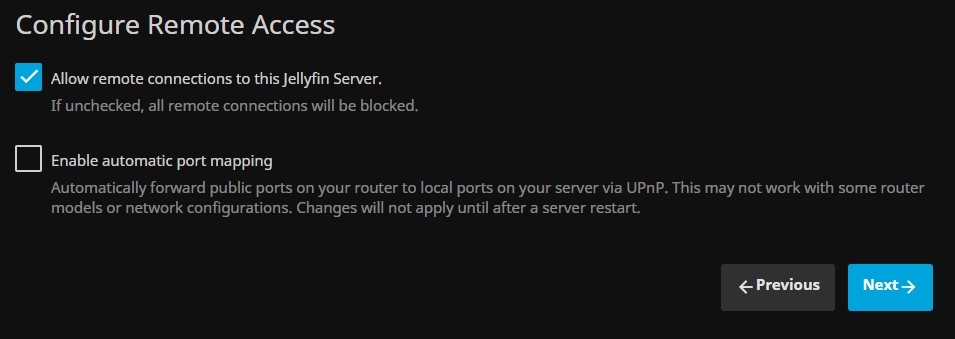 Configure Remote Access
Allow remote connections to this Jellyfin Server.
If unchecked, all remote connections will be blocked.
Enable automatic port mapping
Automatically forward public ports on your router to local ports on your server via UPnP. This may not work with some router
models or network configurations. Changes will not apply until after a server restart.
Previous
Next